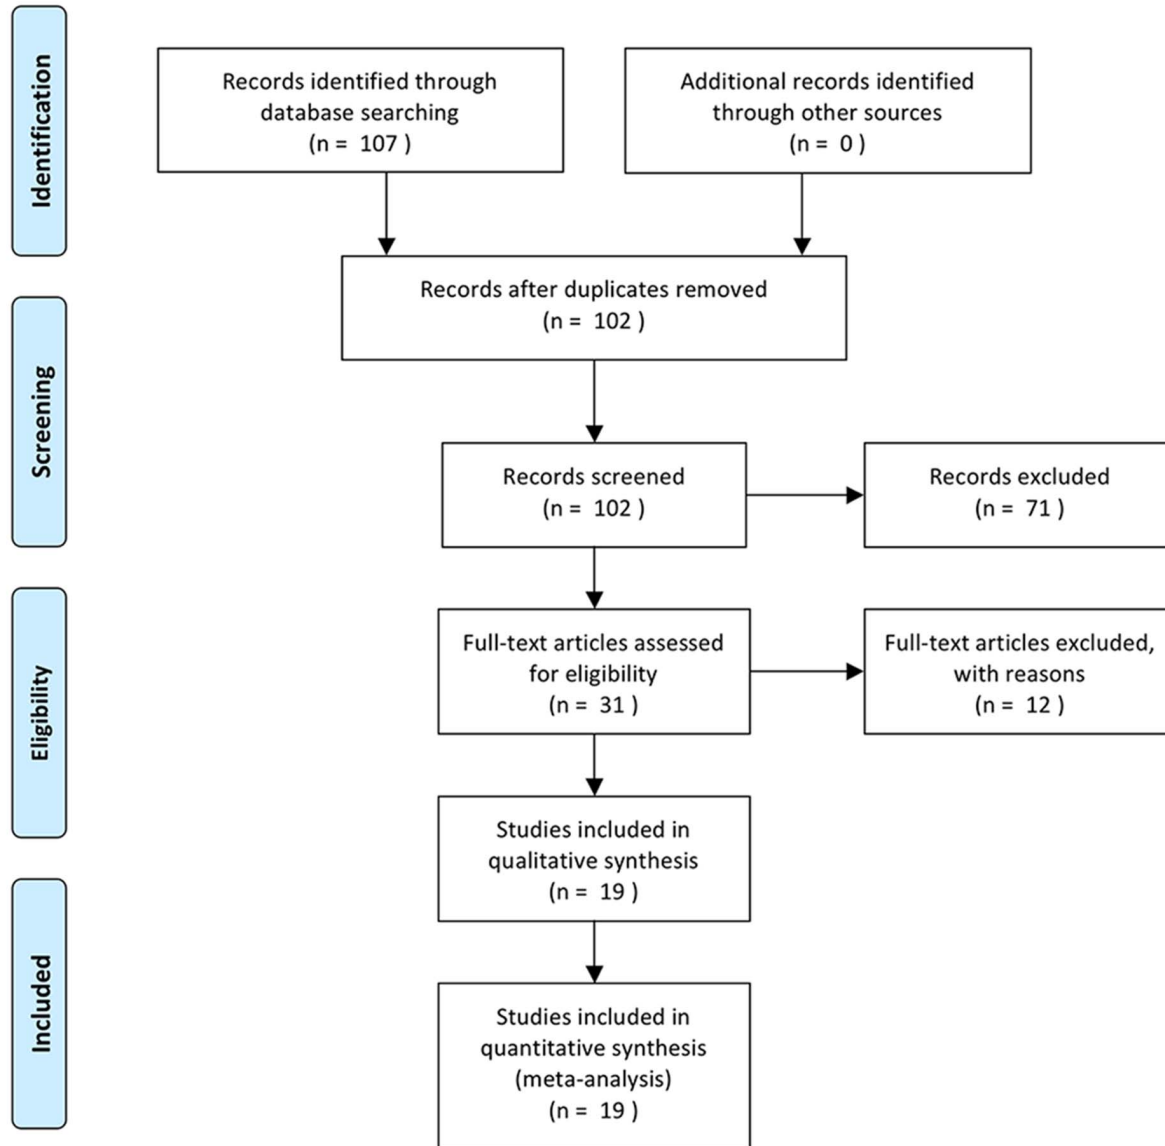 Identification
Records identified through
database searching
(n = 107 )
Additional records identified
through other sources
(n = 0 )
Records after duplicates removed
(n = 102 )
Screening
Records screened
(n = 102 )
Records excluded
(n = 71 )
Eligibility
Full-text articles assessed
for eligibility
(n = 31 )
Full-text articles excluded,
with reasons
(n = 12 )
Studies included in
qualitative synthesis
(n = 19 )
Included
Studies included in
quantitative synthesis
(meta-analysis)
(n = 19 )